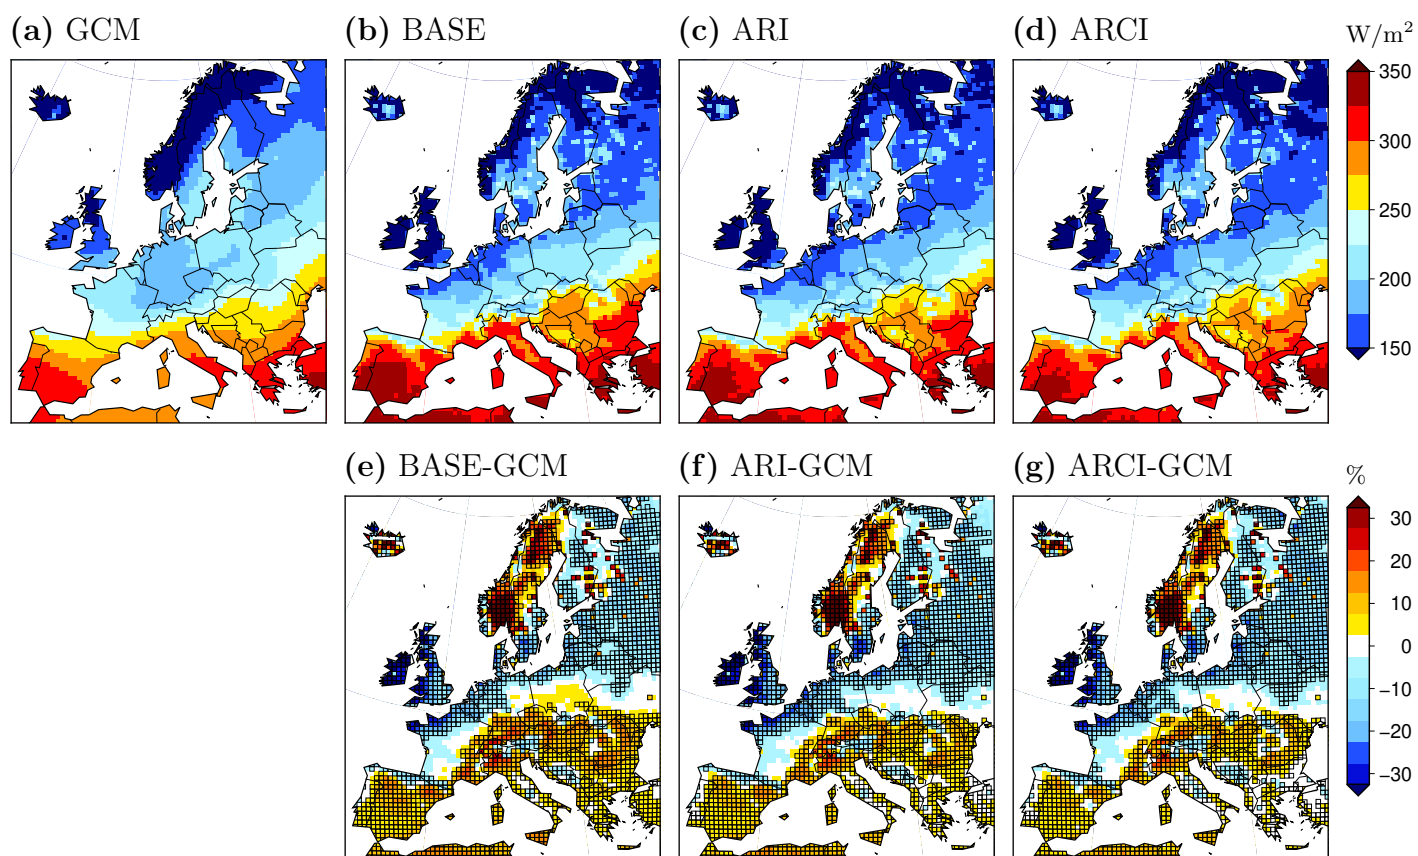 (a) GCM
(b) BASE
(c) ARI
(d) ARCI
W/m²
350
300
250
200
150
(e) BASE-GCM
(f) ARI-GCM
(g) ARCI-GCM
%
30
20
10
0
−10
−20
−30